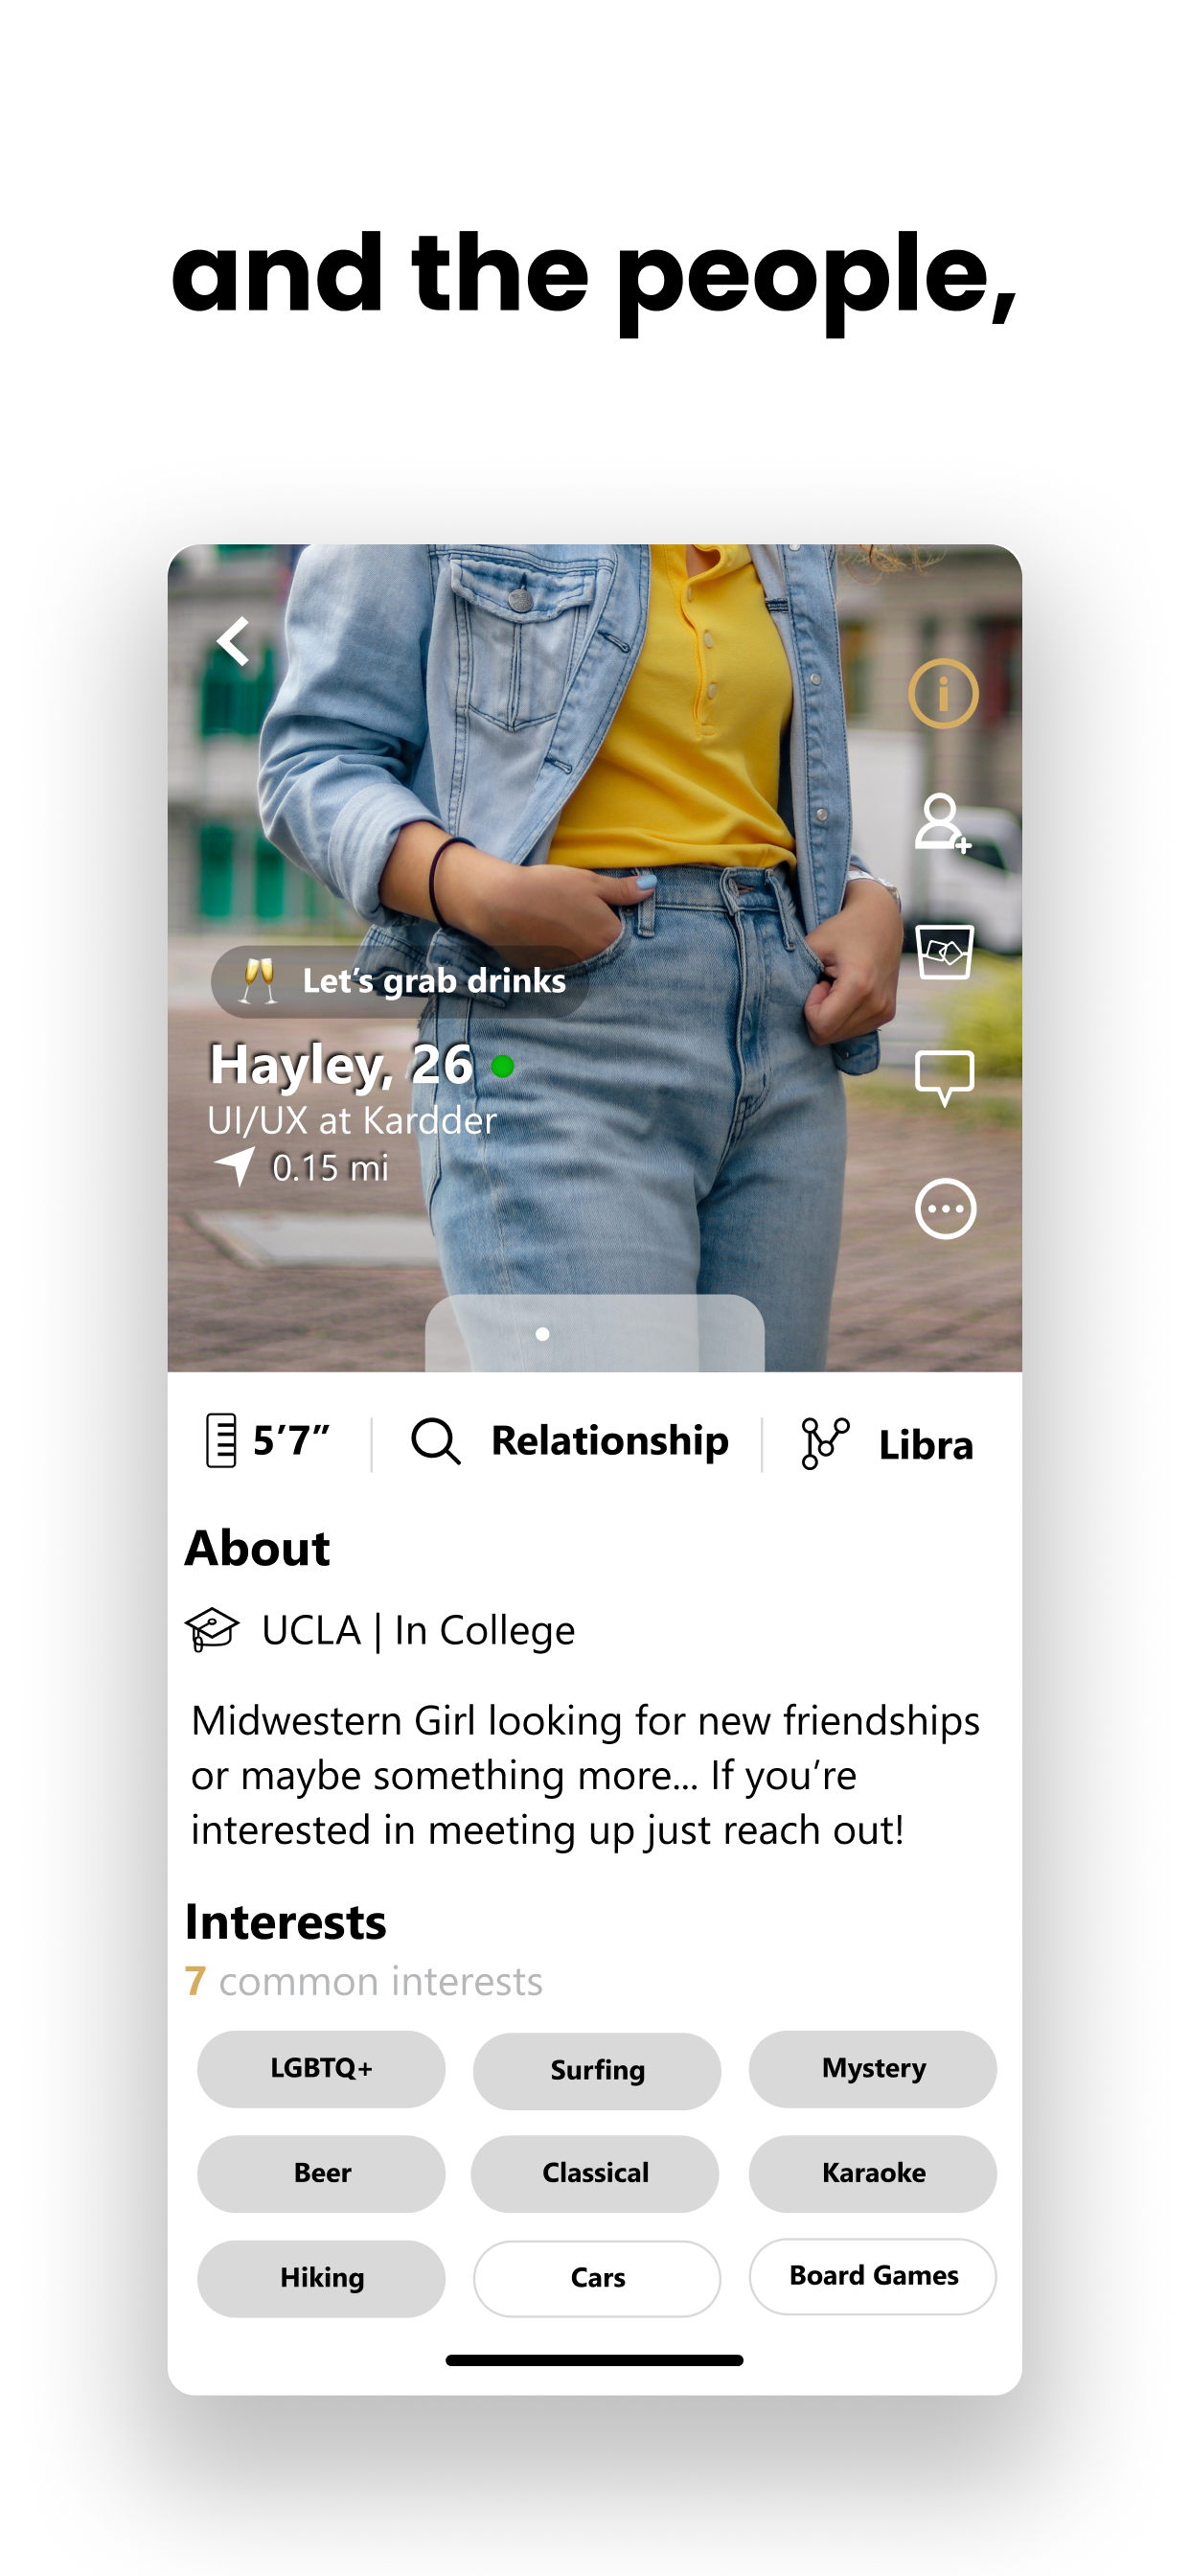 and the people,
Let’s grab drinks
Hayley, 26
UI/UX at Kardder
0.15 mi
5’7”
Relationship
Libra
About
UCLA | In College
Midwestern Girl looking for new friendships
or maybe something more... If you’re
interested in meeting up just reach out!
Interests
7 common interests
LGBTQ+
Surfing
Mystery
Beer
Classical
Karaoke
Hiking
Cars
Board Games